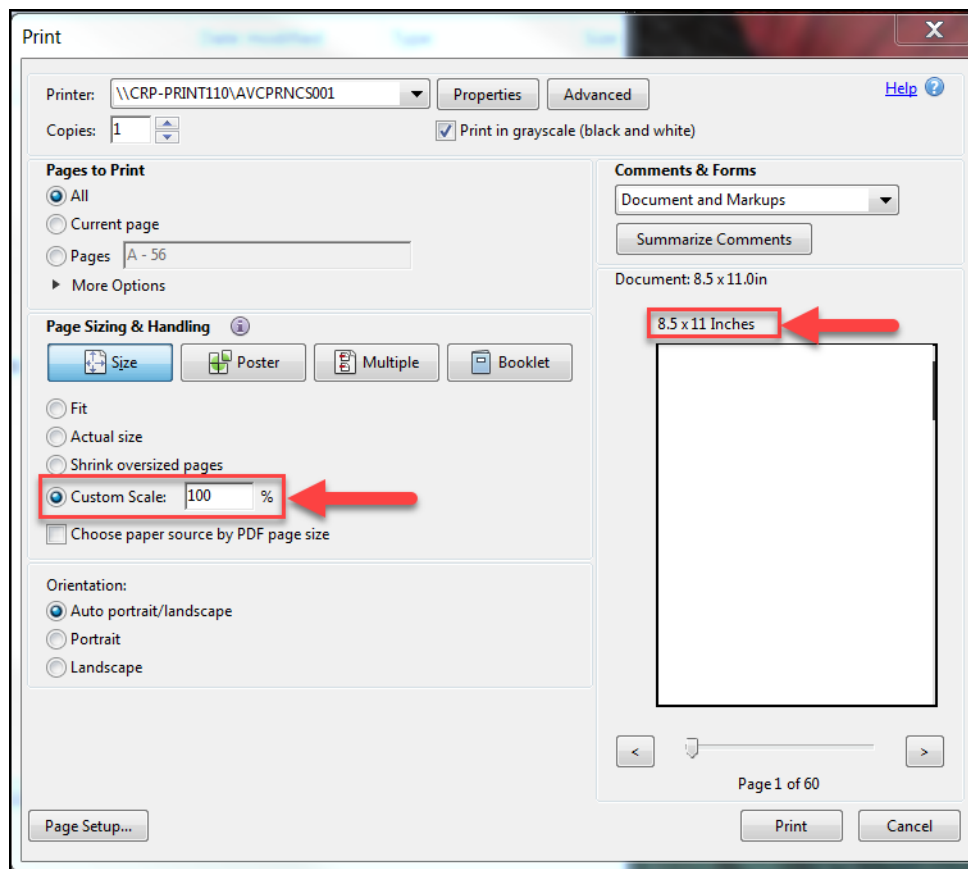 Print
Printer: \\CRP-PRINT110\AVCPRNCS001 Properties Advanced Help
Copies: 1 Print in grayscale (black and white)
Pages to Print
All
Current page
Pages A - 56
More Options
Comments & Forms
Document and Markups
Summarize Comments
Page Sizing & Handling
Size Poster Multiple Booklet
Fit
Actual size
Shrink oversized pages
Custom Scale: 100 %
Choose paper source by PDF page size
Orientation:
Auto portrait/landscape
Portrait
Landscape
Document: 8.5 x 11.0in
8.5 x 11 Inches
< >
Page 1 of 60
Page Setup... Print Cancel